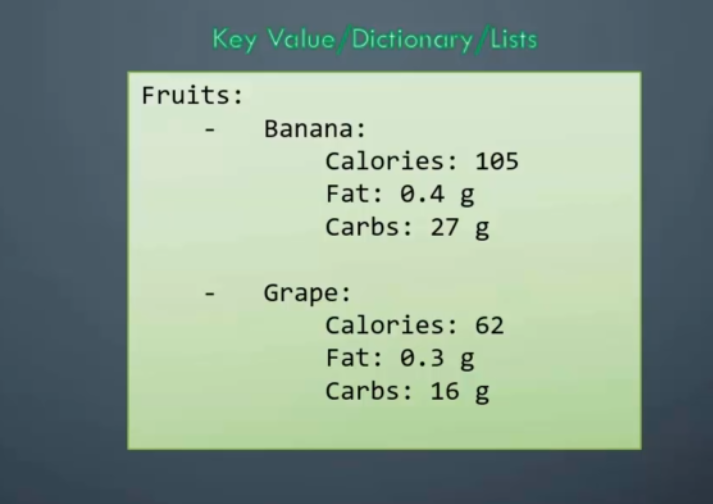 Key Value/Dictionary/Lists
Fruits:
- Banana:
Calories: 105
Fat: 0.4 g
Carbs: 27 g
- Grape:
Calories: 62
Fat: 0.3 g
Carbs: 16 g